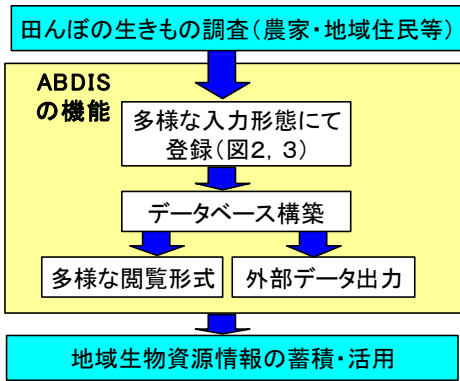 田んぼの生きもの調査(農家・地域住民等)
ABDIS
の機能
多様な入力形態にて
登録(図2, 3)
データベース構築
多様な閲覧形式
外部データ出力
地域生物資源情報の蓄積・活用